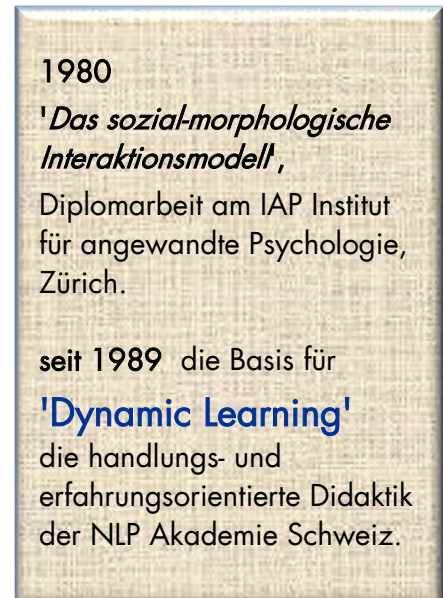 1980
'Das sozial-morphologische
Interaktionsmodell',
Diplomarbeit am IAP Institut
für angewandte Psychologie,
Zürich.
seit 1989 die Basis für
'Dynamic Learning'
die handlungs- und
erfahrungsorientierte Didaktik
der NLP Akademie Schweiz.